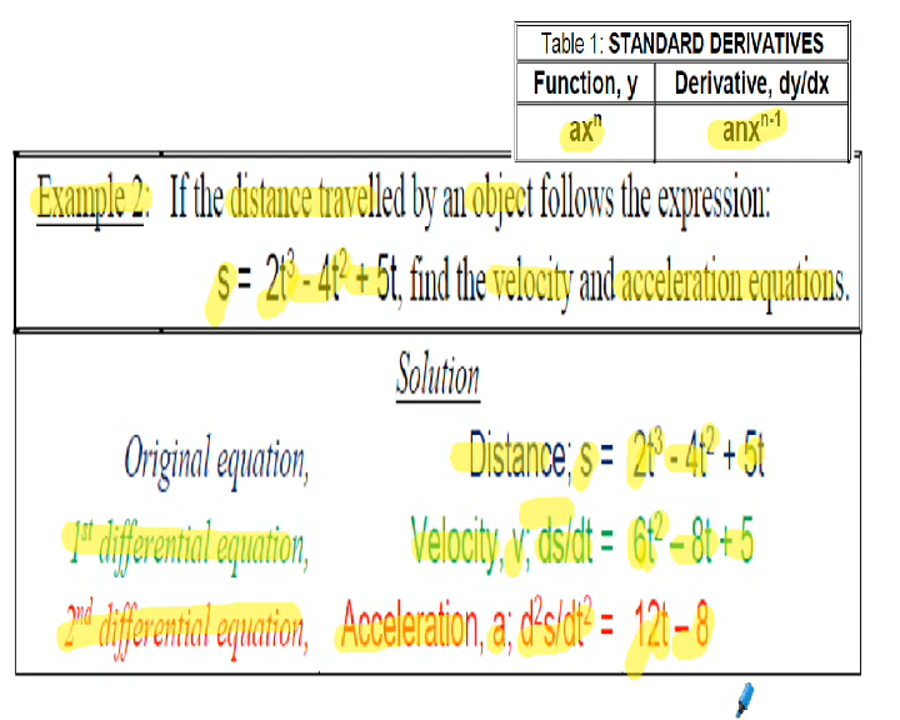 Table 1: STANDARD DERIVATIVES
Function, y Derivative, dy/dx
axⁿ anxⁿ⁻¹
Example 2: If the distance travelled by an object follows the expression:
s = 2t³ - 4t² + 5t, find the velocity and acceleration equations.
Solution
Original equation, Distance; s = 2t³ - 4t² + 5t
1ˢᵗ differential equation, Velocity, v; ds/dt = 6t² – 8t + 5
2ⁿᵈ differential equation, Acceleration, a; d²s/dt² = 12t – 8